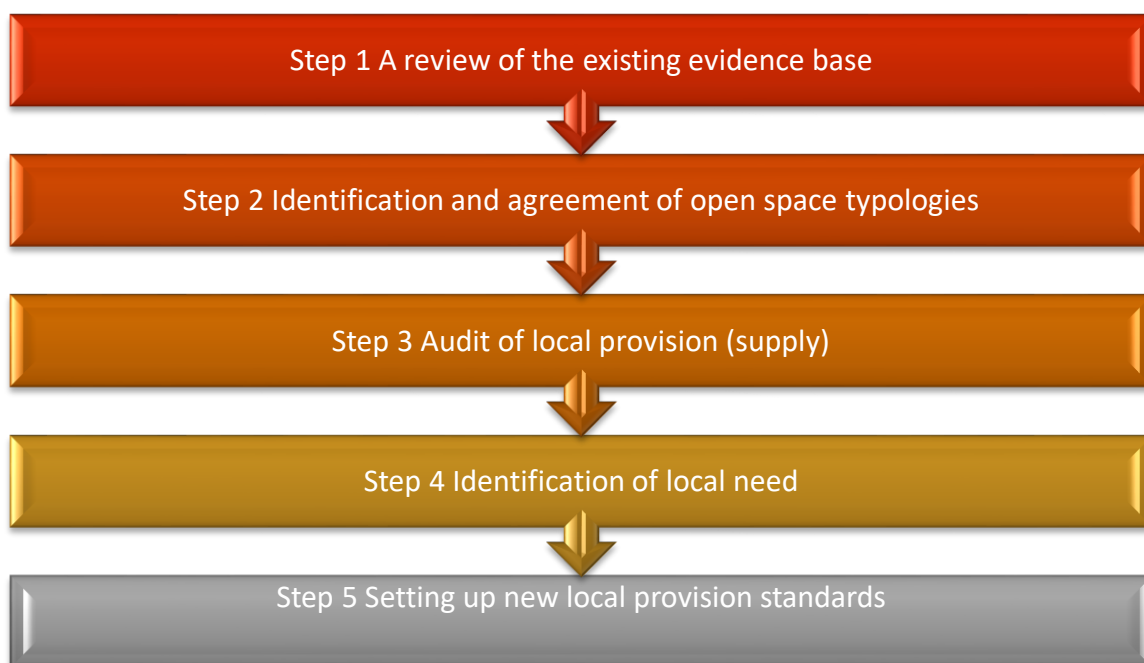 Step 1 A review of the existing evidence base
Step 2 Identification and agreement of open space typologies
Step 3 Audit of local provision (supply)
Step 4 Identification of local need
Step 5 Setting up new local provision standards